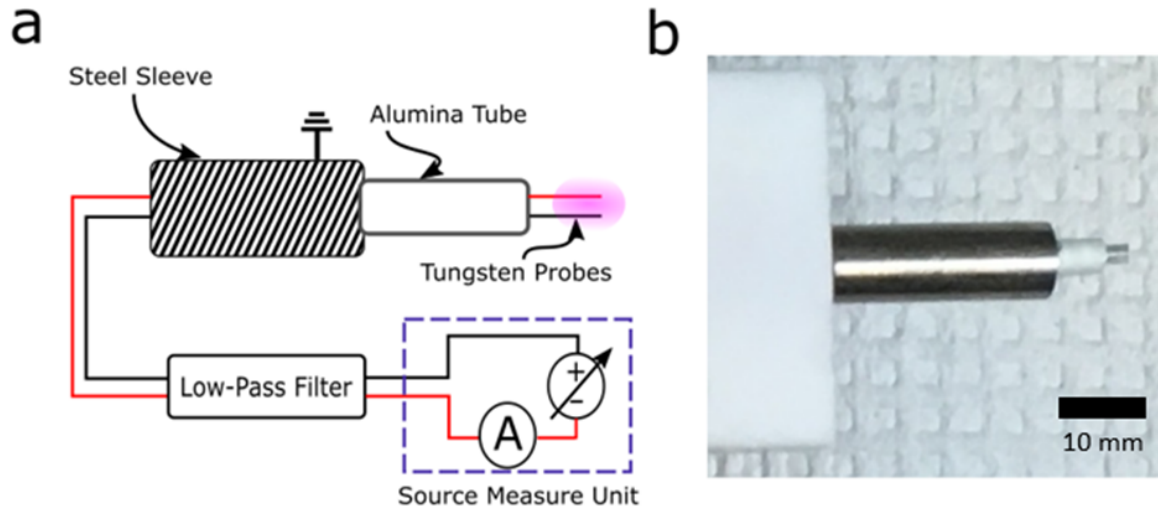 a
b
Steel Sleeve
Alumina Tube
Tungsten Probes
Low-Pass Filter
+
−
A
10 mm
Source Measure Unit